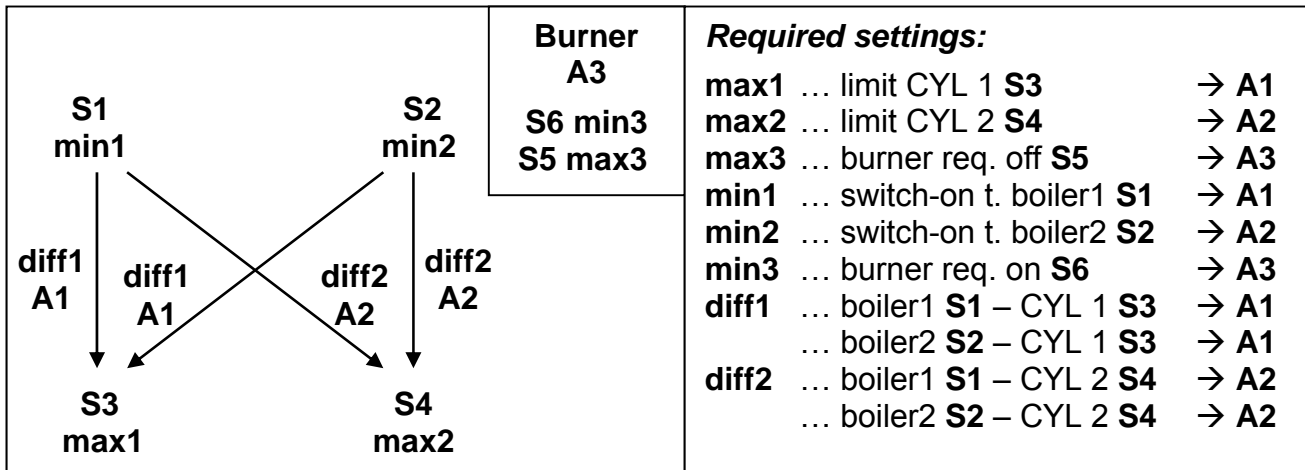 Burner
A3
S6 min3
S5 max3
S1
min1
S2
min2
diff1
A1
diff1
A1
diff2
A2
diff2
A2
S3
max1
S4
max2
Required settings:
max1 … limit CYL 1 S3 → A1
max2 … limit CYL 2 S4 → A2
max3 … burner req. off S5 → A3
min1 … switch-on t. boiler1 S1 → A1
min2 … switch-on t. boiler2 S2 → A2
min3 … burner req. on S6 → A3
diff1 … boiler1 S1 – CYL 1 S3 → A1
… boiler2 S2 – CYL 1 S3 → A1
diff2 … boiler1 S1 – CYL 2 S4 → A2
… boiler2 S2 – CYL 2 S4 → A2